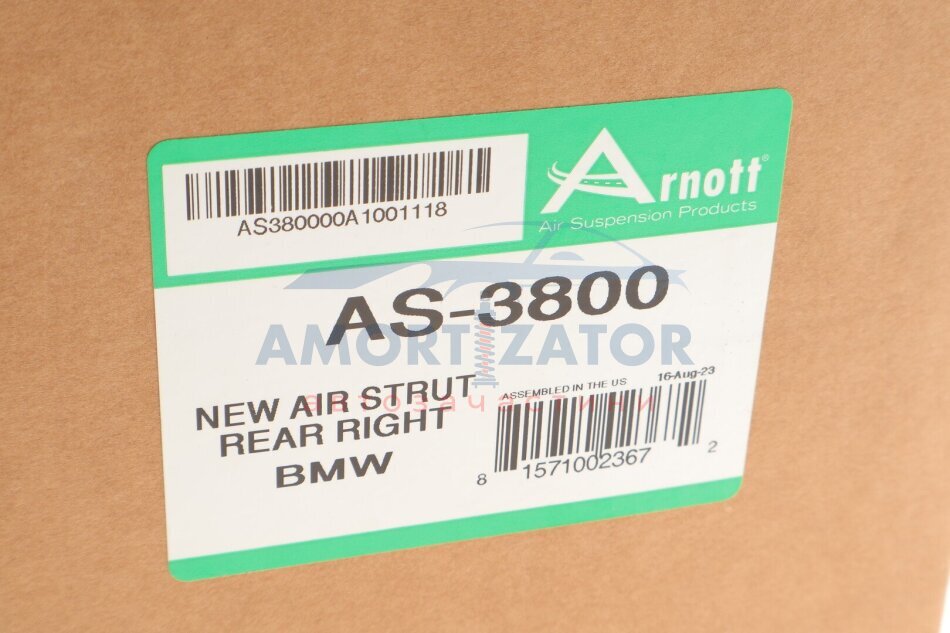 AS380000A1001118
Arnott®
Air Suspension Products
AS-3800
AMORTIZATOR
автозачастини
NEW AIR STRUT
REAR RIGHT
BMW
ASSEMBLED IN THE US 16-Aug-23
8 1571002367 2